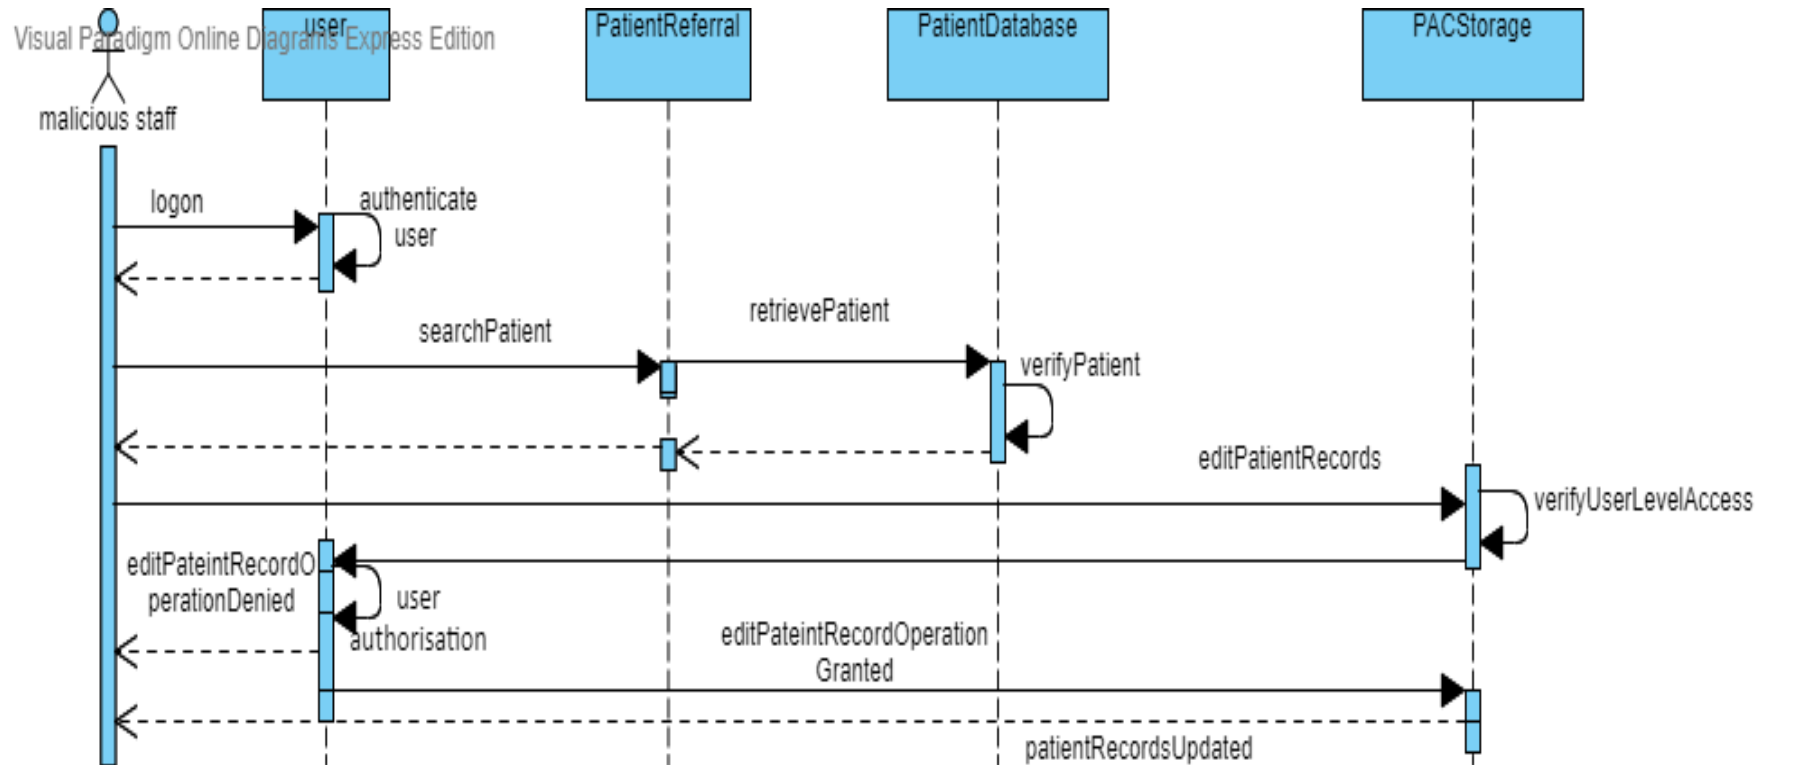 Visual Paradigm Online Diagrams Express Edition
user
PatientReferral
PatientDatabase
PACStorage
malicious staff
logon
authenticate
user
searchPatient
retrievePatient
verifyPatient
editPatientRecords
verifyUserLevelAccess
editPateintRecordO
perationDenied
user
authorisation
editPateintRecordOperation
Granted
patientRecordsUpdated